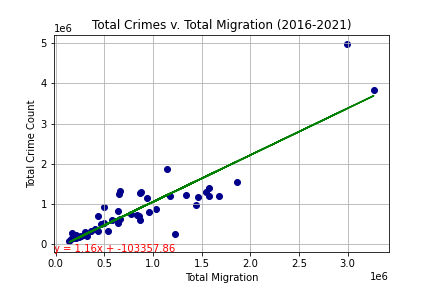 Total Crimes v. Total Migration (2016-2021)
1e6
5
4
3
2
1
0
Total Crime Count
y = 1.16x + -103357.86
0.0 0.5 1.0 1.5 2.0 2.5 3.0
Total Migration
1e6